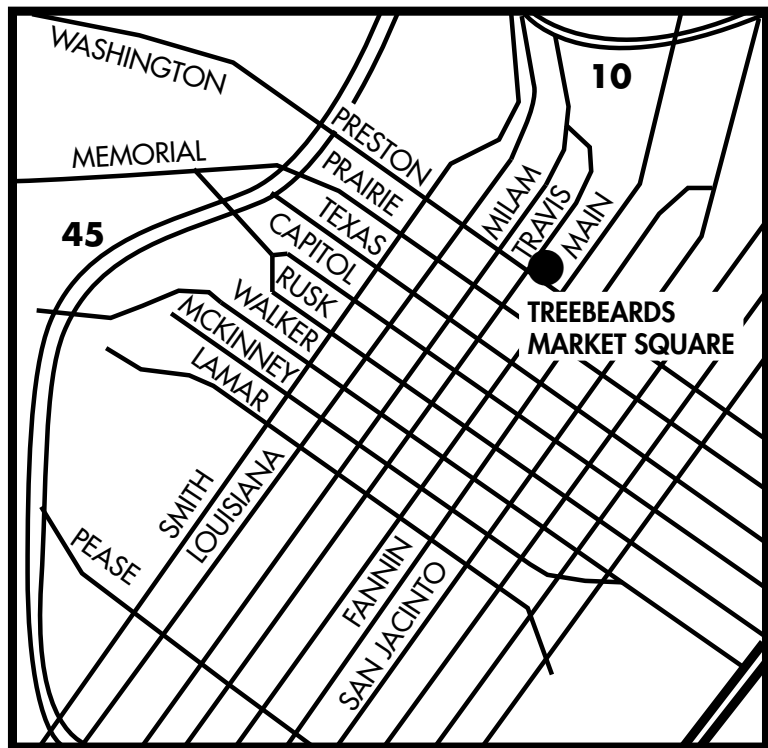 WASHINGTON
10
PRESTON
MEMORIAL
PRAIRIE
MILAM
TRAVIS
MAIN
TEXAS
45
CAPITOL
RUSK
WALKER
TREEBEARDS
MARKET SQUARE
MCKINNEY
LAMAR
SMITH
LOUISIANA
PEASE
FANNIN
SAN JACINTO